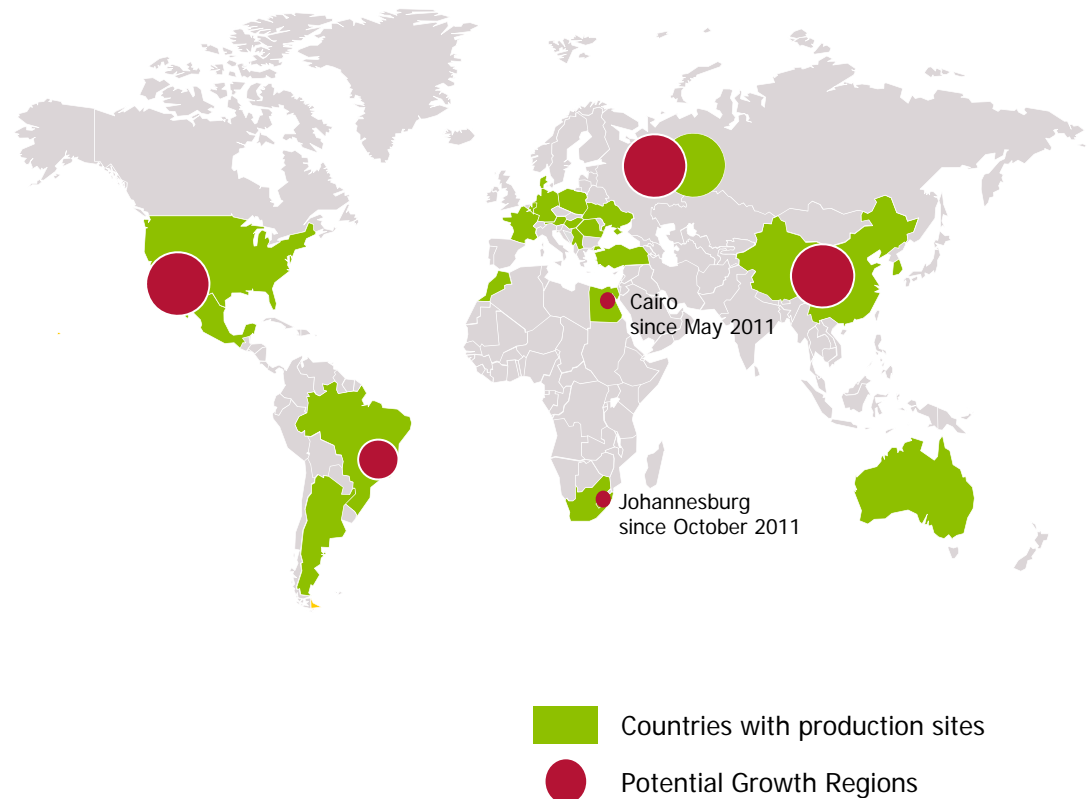 Cairo
since May 2011
Johannesburg
since October 2011
Countries with production sites
Potential Growth Regions